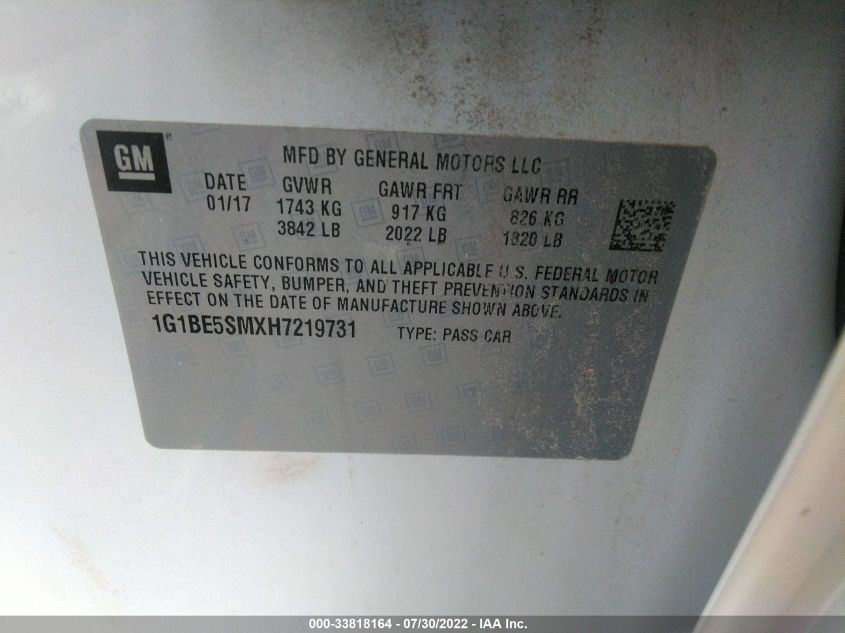 GM®
MFD BY GENERAL MOTORS LLC
DATE GVWR GAWR FRT GAWR RR
01/17 1743 KG 917 KG 826 KG
3842 LB 2022 LB 1820 LB
THIS VEHICLE CONFORMS TO ALL APPLICABLE U.S. FEDERAL MOTOR
VEHICLE SAFETY, BUMPER, AND THEFT PREVENTION STANDARDS IN
EFFECT ON THE DATE OF MANUFACTURE SHOWN ABOVE.
1G1BE5SMXH7219731 TYPE: PASS CAR
000-33818164 - 07/30/2022 - IAA Inc.